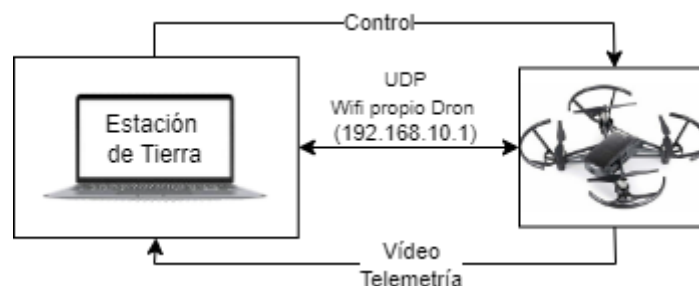 Control
UDP
Wifi propio Dron
(192.168.10.1)
Estación
de Tierra
Vídeo
Telemetría